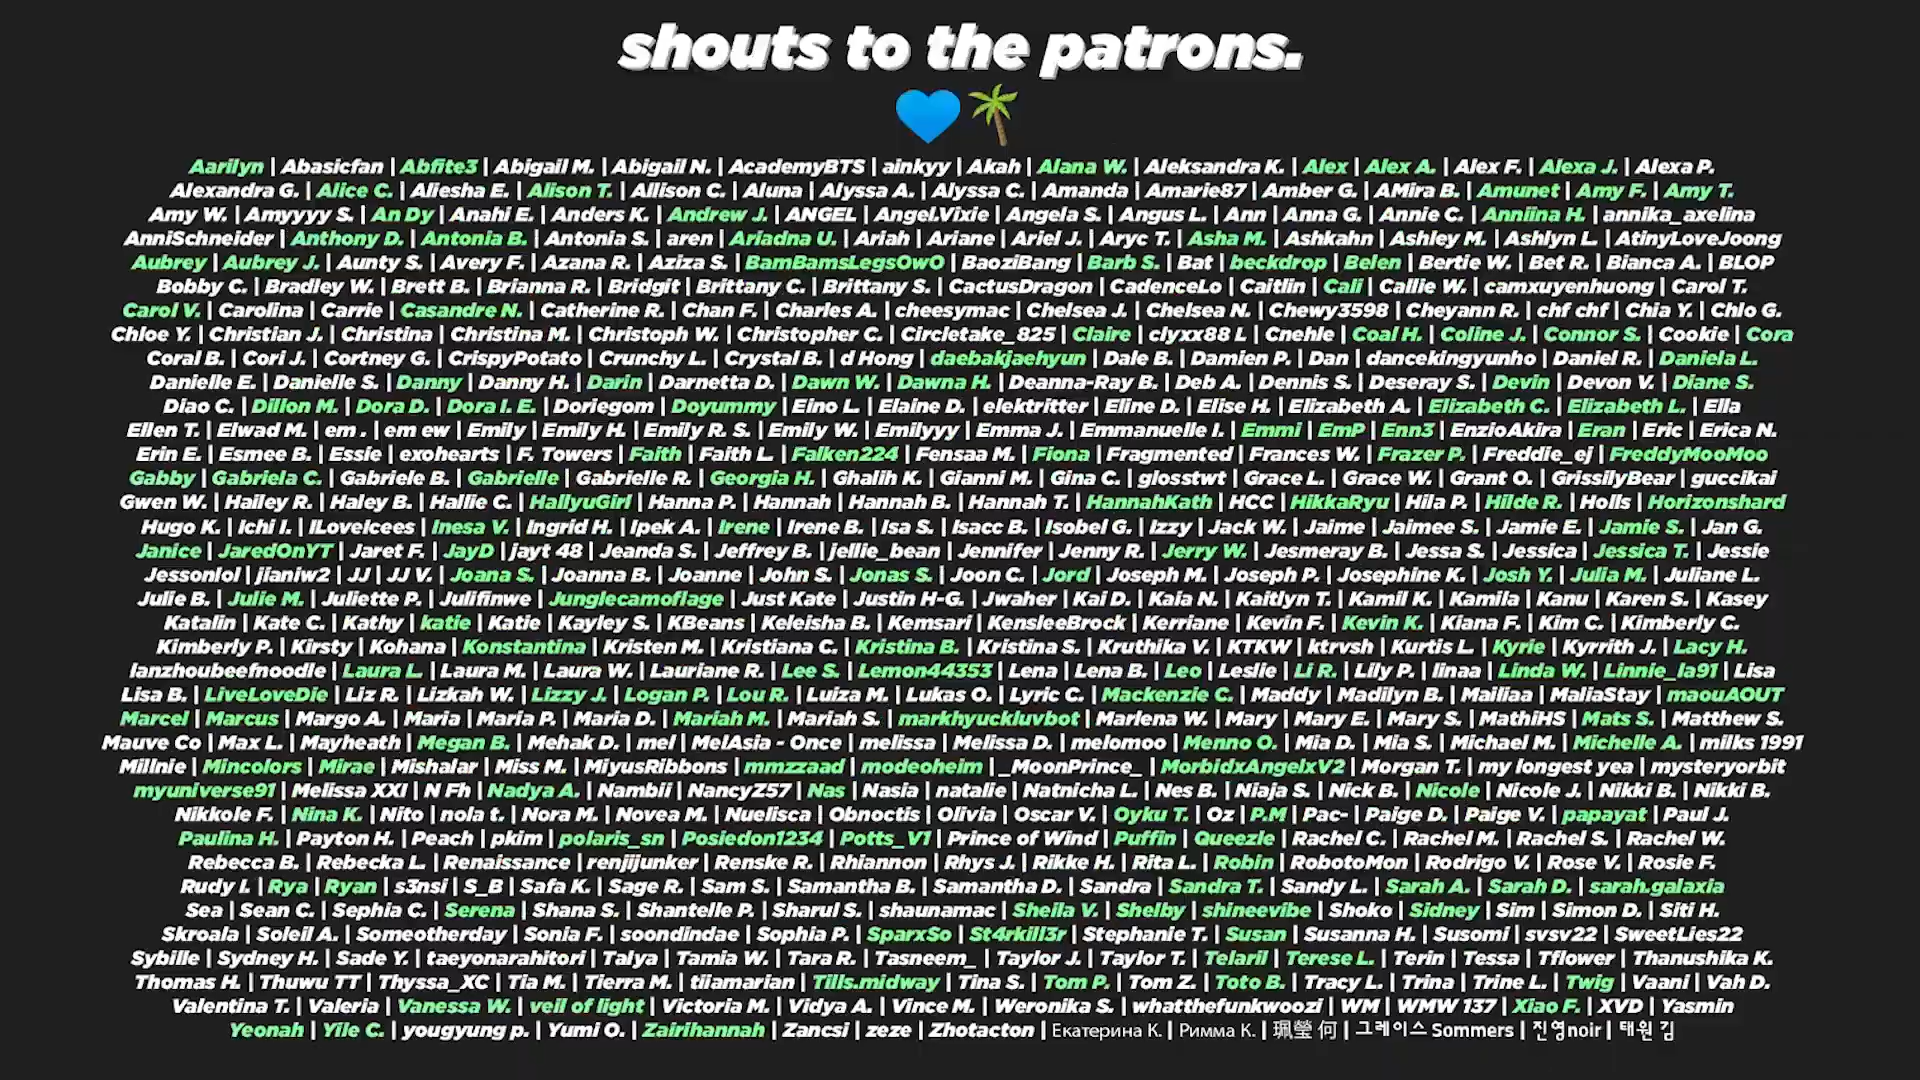 shouts to the patrons.
Aarilyn | Abasicfan | Abfite3 | Abigail M. | Abigail N. | AcademyBTS | ainkyy | Akah | Alana W. | Aleksandra K. | Alex | Alex A. | Alex F. | Alexa J. | Alexa P.
Alexandra G. | Alice C. | Aliesha E. | Alison T. | Allison C. | Aluna | Alyssa A. | Alyssa C. | Amanda | Amarie87 | Amber G. | AMira B. | Amunet | Amy F. | Amy T.
Amy W. | Amyyyy S. | An Dy | Anahi E. | Anders K. | Andrew J. | ANGEL | AngeLVixie | Angela S. | Angus L. | Ann | Anna G. | Annie C. | Anniina H. | annika_axelina
AnniSchneider | Anthony D. | Antonia B. | Antonia S. | aren | Ariadna U. | Ariah | Ariane | Ariel J. | Aryc T. | Asha M. | Ashkahn | Ashley M. | Ashlyn L. | AtinyLoveJoong
Aubrey | Aubrey J. | Aunty S. | Avery F. | Azana R. | Aziza S. | BamBamsLegsOwO | BaoziBang | Barb S. | Bat | beckdrop | Belen | Bertie W. | Bet R. | Bianca A. | BLOP
Bobby C. | Bradley W. | Brett B. | Brianna R. | Bridgit | Brittany C. | Brittany S. | CactusDragon | CadenceLo | Caitlin | Cali | Callie W. | camxuyenhuong | Carol T.
Carol V. | Carolina | Carrie | Casandre N. | Catherine R. | Chan F. | Charles A. | cheesymac | Chelsea J. | Chelsea N. | Chewy3598 | Cheyann R. | chf chf | Chia Y. | Chlo G.
Chloe Y. | Christian J. | Christina | Christina M. | Christoph W. | Christopher C. | Circletake_825 | Claire | clyxx88 L | Cnehle | Coal H. | Coline J. | Connor S. | Cookie | Cora
Coral B. | Cori J. | Cortney G. | CrispyPotato | Crunchy L. | Crystal B. | d Hong | daebakjaehyun | Dale B. | Damien P. | Dan | dancekingyunho | Daniel R. | Daniela L.
Danielle E. | Danielle S. | Danny | Danny H. | Darin | Darnetta D. | Dawn W. | Dawna H. | Deanna-Ray B. | Deb A. | Dennis S. | Deseray S. | Devin | Devon V. | Diane S.
Diao C. | Dillon M. | Dora D. | Dora I. E. | Doriegom | Doyummy | Eino L. | Elaine D. | elektritter | Eline D. | Elise H. | Elizabeth A. | Elizabeth C. | Elizabeth L. | Ella
Ellen T. | Elwad M. | em . | em ew | Emily | Emily H. | Emily R. S. | Emily W. | Emilyyy | Emma J. | Emmanuelle I. | Emmi | EmP | Enn3 | EnzioAkira | Eran | Eric | Erica N.
Erin E. | Esmee B. | Essie | exohearts | F. Towers | Faith | Faith L. | Falken224 | Fensaa M. | Fiona | Fragmented | Frances W. | Frazer P. | Freddie_ej | FreddyMooMoo
Gabby | Gabriela C. | Gabriele B. | Gabrielle | Gabrielle R. | Georgia H. | Ghalih K. | Gianni M. | Gina C. | glosstwt | Grace L. | Grace W. | Grant O. | GrissilyBear | guccikai
Gwen W. | Hailey R. | Haley B. | Hallie C. | HallyuGirl | Hanna P. | Hannah | Hannah B. | Hannah T. | HannahKath | HCC | HikkaRyu | Hila P. | Hilde R. | Holls | Horizonshard
Hugo K. | Ichi I. | ILoveIcees | Inesa V. | Ingrid H. | Ipek A. | Irene | Irene B. | Isa S. | Isacc B. | Isobel G. | Izzy | Jack W. | Jaime | Jaimee S. | Jamie E. | Jamie S. | Jan G.
Janice | JaredOnYT | Jaret F. | JayD | jayt 48 | Jeanda S. | Jeffrey B. | jellie_bean | Jennifer | Jenny R. | Jerry W. | Jesmeray B. | Jessa S. | Jessica | Jessica T. | Jessie
Jessonlol | jianiw2 | JJ | JJ V. | Joana S. | Joanna B. | Joanne | John S. | Jonas S. | Joon C. | Jord | Joseph M. | Joseph P. | Josephine K. | Josh Y. | Julia M. | Juliane L.
Julie B. | Julie M. | Juliette P. | Julifinwe | Junglecamoflage | Just Kate | Justin H-G. | Jwaher | Kai D. | Kaia N. | Kaitlyn T. | Kamil K. | Kamila | Kanu | Karen S. | Kasey
Katalin | Kate C. | Kathy | katie | Katie | Kayley S. | KBeans | Keleisha B. | Kemsari | KensleeBrock | Kerriane | Kevin F. | Kevin K. | Kiana F. | Kim C. | Kimberly C.
Kimberly P. | Kirsty | Kohana | Konstantina | Kristen M. | Kristiana C. | Kristina B. | Kristina S. | Kruthika V. | KTKW | ktrvsh | Kurtis L. | Kyrie | Kyrrith J. | Lacy H.
lanzhoubeefnoodle | Laura L. | Laura M. | Laura W. | Lauriane R. | Lee S. | Lemon44353 | Lena | Lena B. | Leo | Leslie | Li R. | Lily P. | linaa | Linda W. | Linnie_la91 | Lisa
Lisa B. | LiveLoveDie | Liz R. | Lizkah W. | Lizzy J. | Logan P. | Lou R. | Luiza M. | Lukas O. | Lyric C. | Mackenzie C. | Maddy | Madilyn B. | Mailiaa | MaliaStay | maouAOUT
Marcel | Marcus | Margo A. | Maria | Maria P. | Maria D. | Mariah M. | Mariah S. | markhyuckluvbot | Marlena W. | Mary | Mary E. | Mary S. | MathiHS | Mats S. | Matthew S.
Mauve Co | Max L. | Mayheath | Megan B. | Mehak D. | mel | MelAsia - Once | melissa | Melissa D. | melomoo | Menno O. | Mia D. | Mia S. | Michael M. | Michelle A. | milks 1991
Millnie | Mincolors | Mirae | Mishalar | Miss M. | MiyusRibbons | mmzzaad | modeoheim | _MoonPrince_ | MorbidxAngelxV2 | Morgan T. | my longest yea | mysteryorbit
myuniverse91 | Melissa XXI | N Fh | Nadya A. | Nambii | NancyZ57 | Nas | Nasia | natalie | Natnicha L. | Nes B. | Niaja S. | Nick B. | Nicole | Nicole J. | Nikki B. | Nikki B.
Nikkole F. | Nina K. | Nito | nola t. | Nora M. | Novea M. | Nuelisca | Obnoctis | Olivia | Oscar V. | Oyku T. | Oz | P.M | Pac- | Paige D. | Paige V. | papayat | Paul J.
Paulina H. | Payton H. | Peach | pkim | polaris_sn | Posiedon1234 | Potts_V1 | Prince of Wind | Puffin | Queezle | Rachel C. | Rachel M. | Rachel S. | Rachel W.
Rebecca B. | Rebecka L. | Renaissance | renjijunker | Renske R. | Rhiannon | Rhys J. | Rikke H. | Rita L. | Robin | RobotoMon | Rodrigo V. | Rose V. | Rosie F.
Rudy I. | Rya | Ryan | s3nsi | S_B | Safa K. | Sage R. | Sam S. | Samantha B. | Samantha D. | Sandra | Sandra T. | Sandy L. | Sarah A. | Sarah D. | sarah.galaxia
Sea | Sean C. | Sephia C. | Serena | Shana S. | Shantelle P. | Sharul S. | shaunamac | Sheila V. | Shelby | shineevibe | Shoko | Sidney | Sim | Simon D. | Siti H.
Skroala | Soleil A. | Someotherday | Sonia F. | soondindae | Sophia P. | SparxSo | St4rkill3r | Stephanie T. | Susan | Susanna H. | Susomi | svsv22 | SweetLies22
Sybille | Sydney H. | Sade Y. | taeyonarahitori | Talya | Tamia W. | Tara R. | Tasneem_ | Taylor J. | Taylor T. | Telaril | Terese L. | Terin | Tessa | Tflower | Thanushika K.
Thomas H. | Thuwu TT | Thyssa_XC | Tia M. | Tierra M. | tiiamarian | Tills.midway | Tina S. | Tom P. | Tom Z. | Toto B. | Tracy L. | Trina | Trine L. | Twig | Vaani | Vah D.
Valentina T. | Valeria | Vanessa W. | veil of light | Victoria M. | Vidya A. | Vince M. | Weronika S. | whatthefunkwoozi | WM | WMW 137 | Xiao F. | XVD | Yasmin
Yeonah | Yile C. | yougyung p. | Yumi O. | Zairihannah | Zancsi | zeze | Zhotacton | Екатерина К. | Римма К. | 珮瑩 何 | 그레이스 Sommers | 진영noir | 태원 김